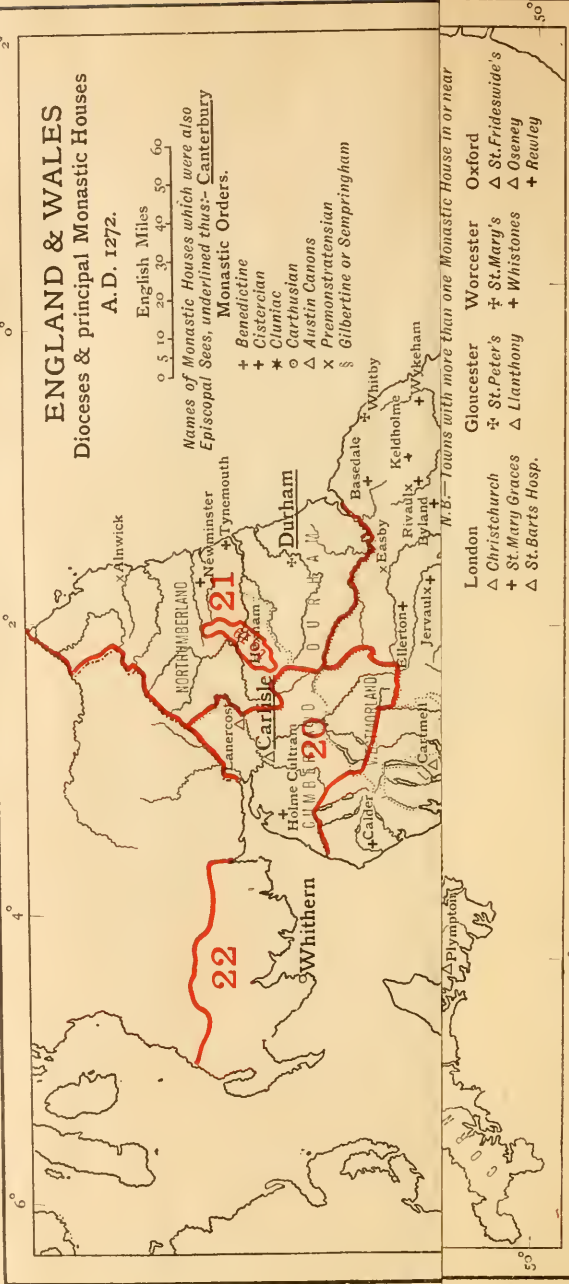 ENGLAND & WALES
Dioceses & principal Monastic Houses
A.D. 1272.
English Miles
0 5 10 20 30 40 50 60
Names of Monastic Houses which were also
Episcopal Sees, underlined thus:- Canterbury
Monastic Orders.
Benedictine
Cistercian
Cluniac
Carthusian
Austin Canons
Premonstratensian
Gilbertine or Sempringham
6°
4°
2°
0°
2°
Alnwick
NORTHUMBERLAND
Newminster
Tynemouth
21
Hexham
Lanercost
Carlisle
Durham
DURHAM
Holme Cultram
CUMBERLAND
20
WESTMORLAND
Calder
Cartmell
22
Whithern
Basedale
Whitby
Easby
Keldholme
Rivaulx
Byland
Wykeham
Ellerton
Jervaulx
N.B.—Towns with more than one Monastic House in or near
London
Christchurch
St.Mary Graces
St.Barts Hosp.
Gloucester
St.Peter's
Llanthony
Worcester
St.Mary's
Whistones
Oxford
St.Frideswide's
Oseney
Rewley
Plympton
C O R N
50°
50°